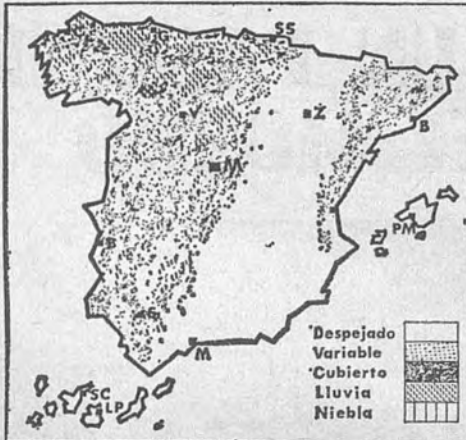 C
G
SS
V
Z
M
B
B
PM
S
M
SC
LP
Despejado
Variable
Cubierto
Lluvia
Niebla